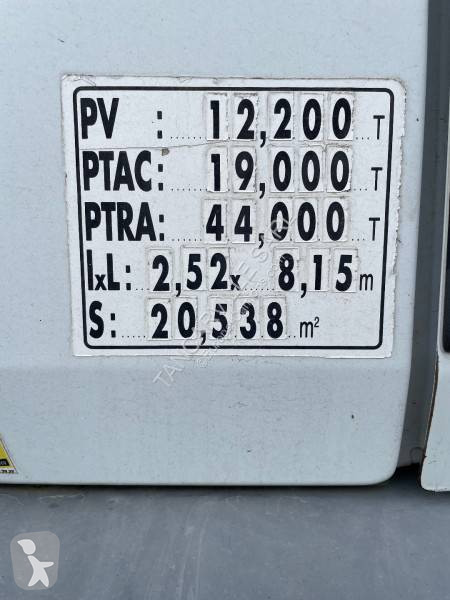 PV : 12,200 T
PTAC: 19,000 T
PTRA: 44,000 T
lxL: 2,52x 8,15 m
S: 20,538 m²